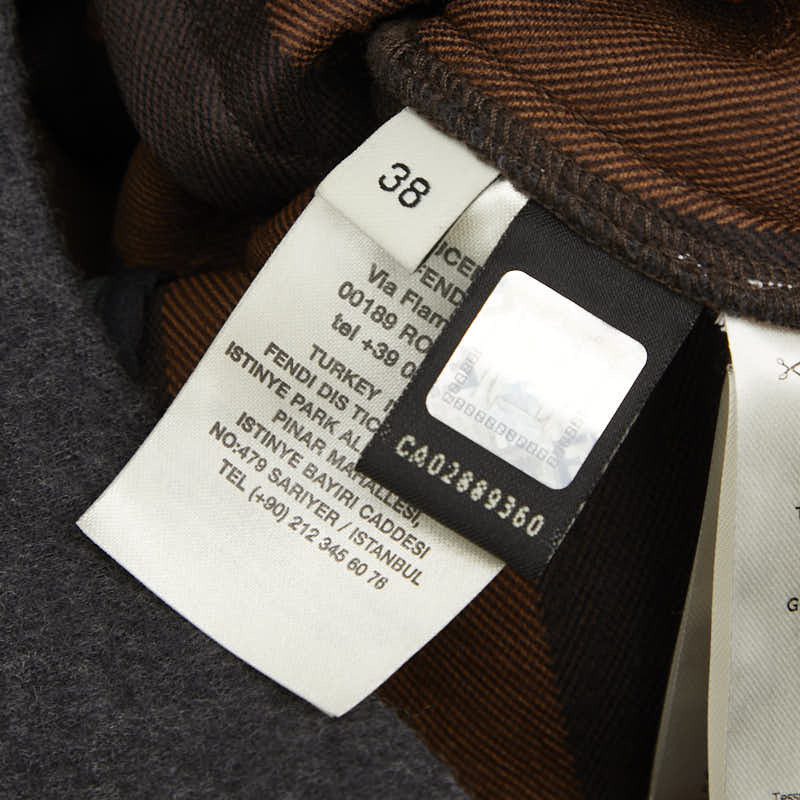 38
Via Flam
00189 RO
tel +39 0
TURKEY
FENDI DIS TIC
ISTINYE PARK AL
PINAR MAHALLESI,
ISTINYE BAYIRI CADDESI
NO:479 SARIYER / ISTANBUL
TEL (+90) 212 345 60 76
CA02889360